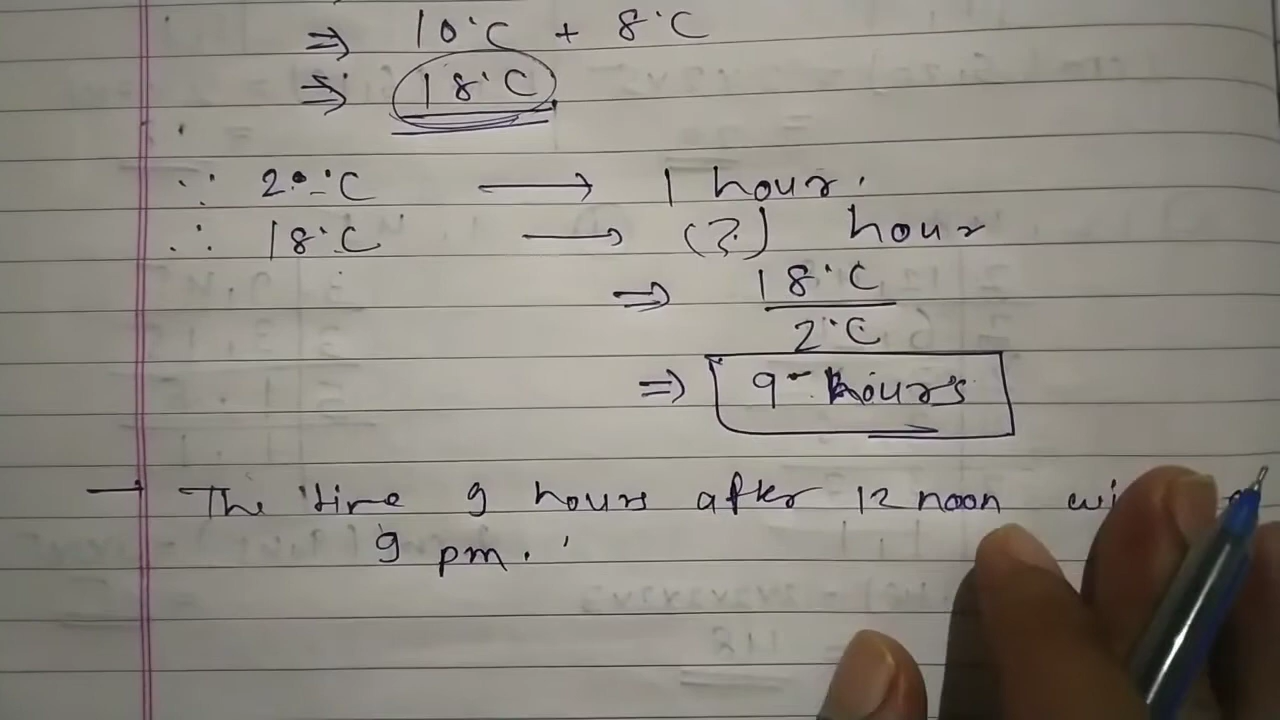 ⇒ 10°C + 8°C
⇒ 18°C
∵ 2°C → 1 hour.
∴ 18°C → (?) hour
⇒ 18°C
2°C
⇒ 9 hours
→ The time 9 hours after 12 noon
9 pm.